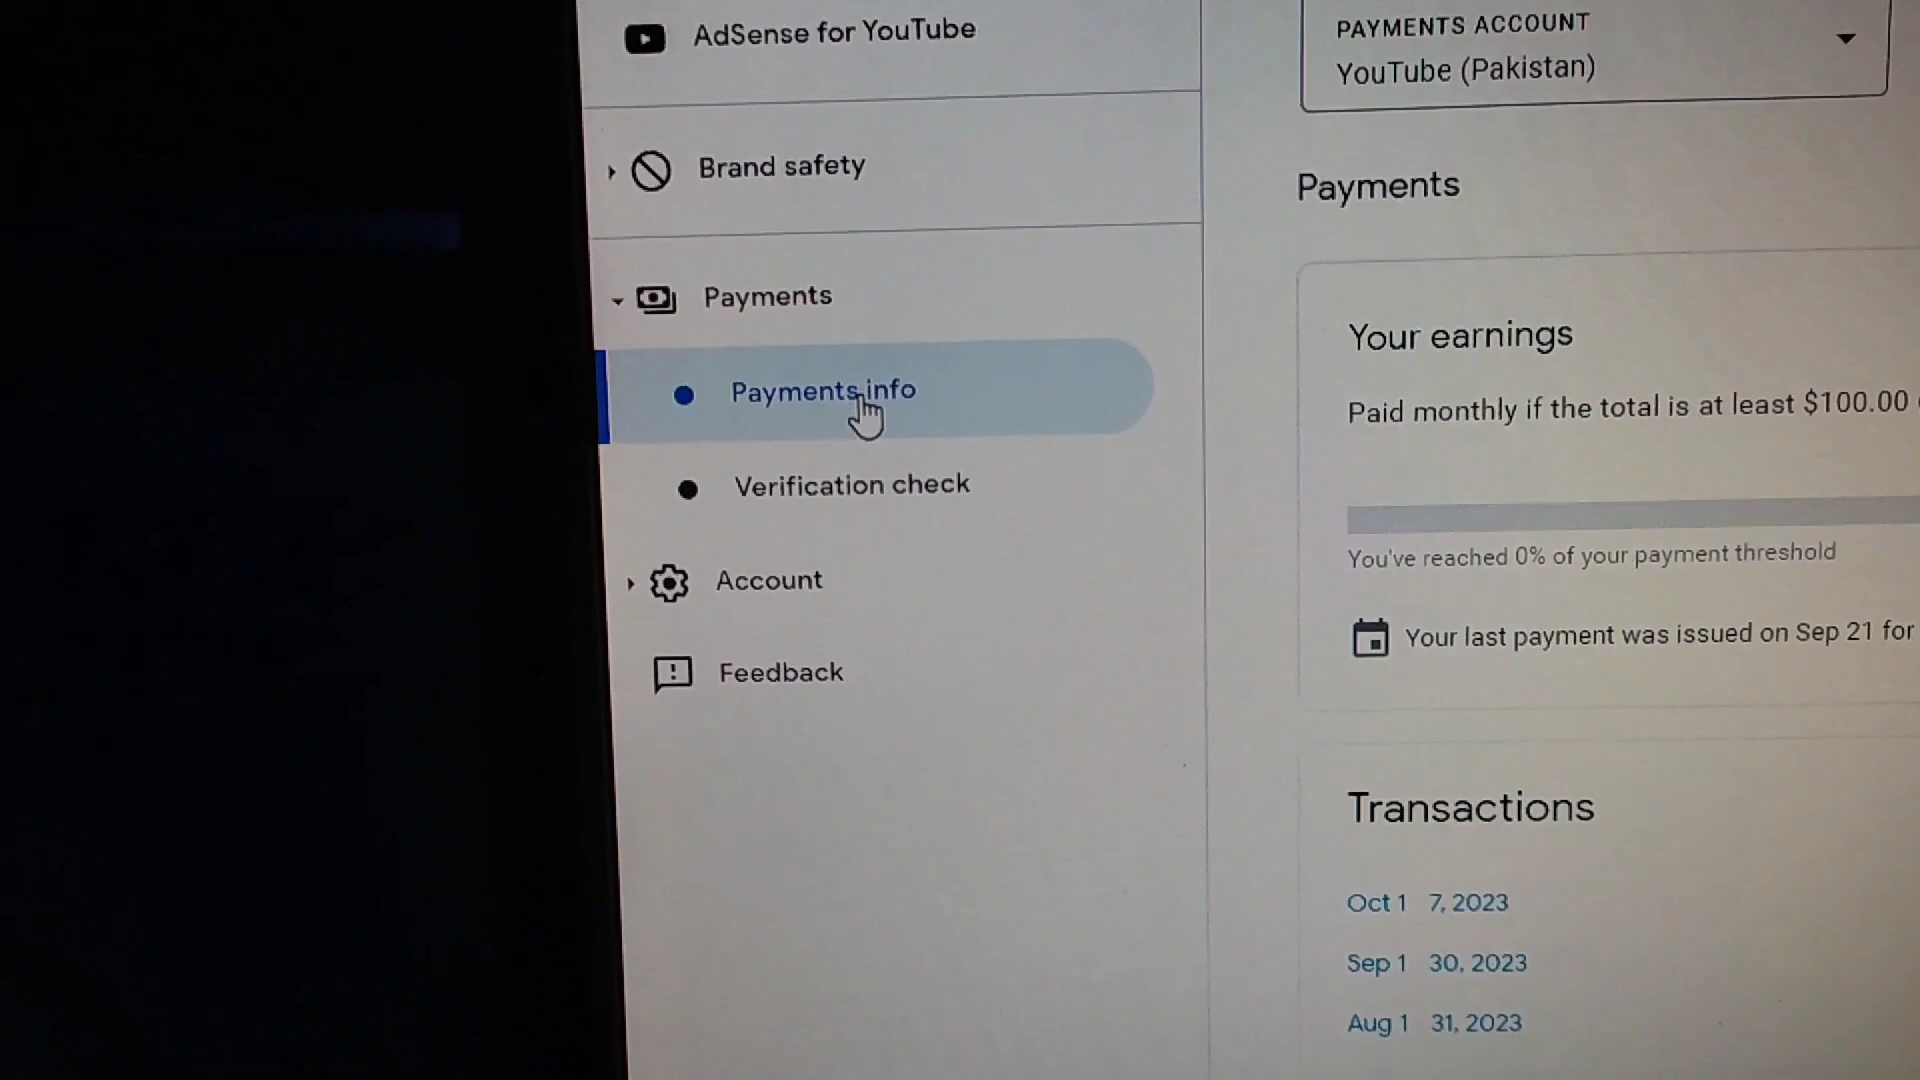 AdSense for YouTube
Brand safety
Payments
Payments info
Verification check
Account
Feedback
PAYMENTS ACCOUNT
YouTube (Pakistan)
Payments
Your earnings
Paid monthly if the total is at least $100.00
You've reached 0% of your payment threshold
Your last payment was issued on Sep 21 for
Transactions
Oct 1 7, 2023
Sep 1 30, 2023
Aug 1 31, 2023